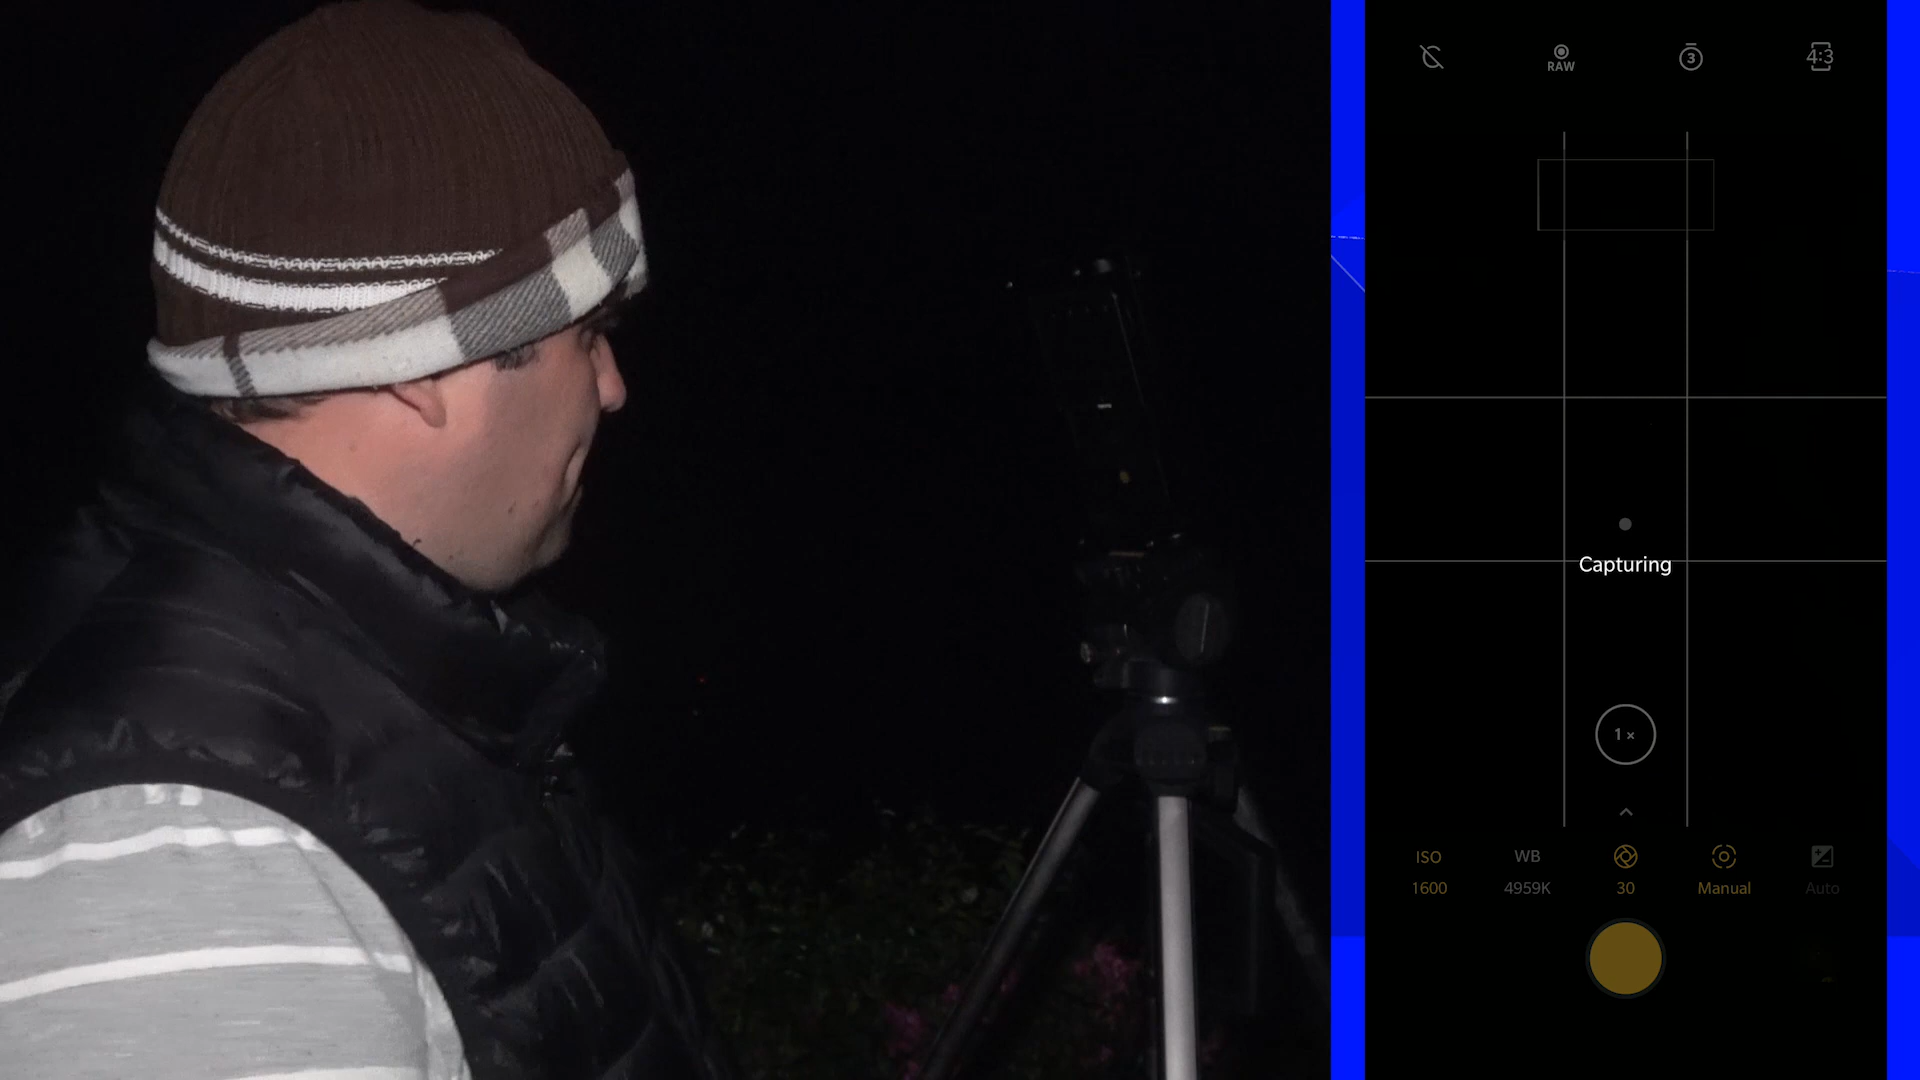 RAW
3
4:3
Capturing
1 ×
ISO
WB
1600
4959K
30
Manual
Auto